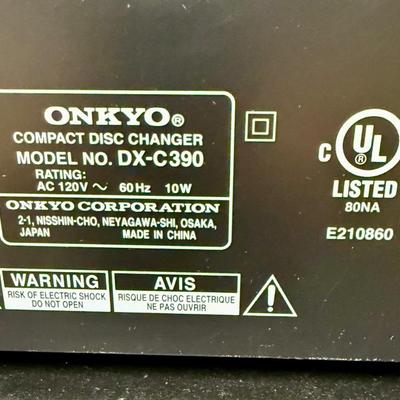 ONKYO®
COMPACT DISC CHANGER
MODEL NO. DX-C390
RATING:
AC 120V ~ 60 Hz 10W
ONKYO CORPORATION
2-1, NISSHIN-CHO, NEYAGAWA-SHI, OSAKA,
JAPAN MADE IN CHINA
C UL ®
LISTED
80NA
E210860
WARNING
RISK OF ELECTRIC SHOCK
DO NOT OPEN
AVIS
RISQUE DE CHOC ELECTRIQUE
NE PAS OUVRIR